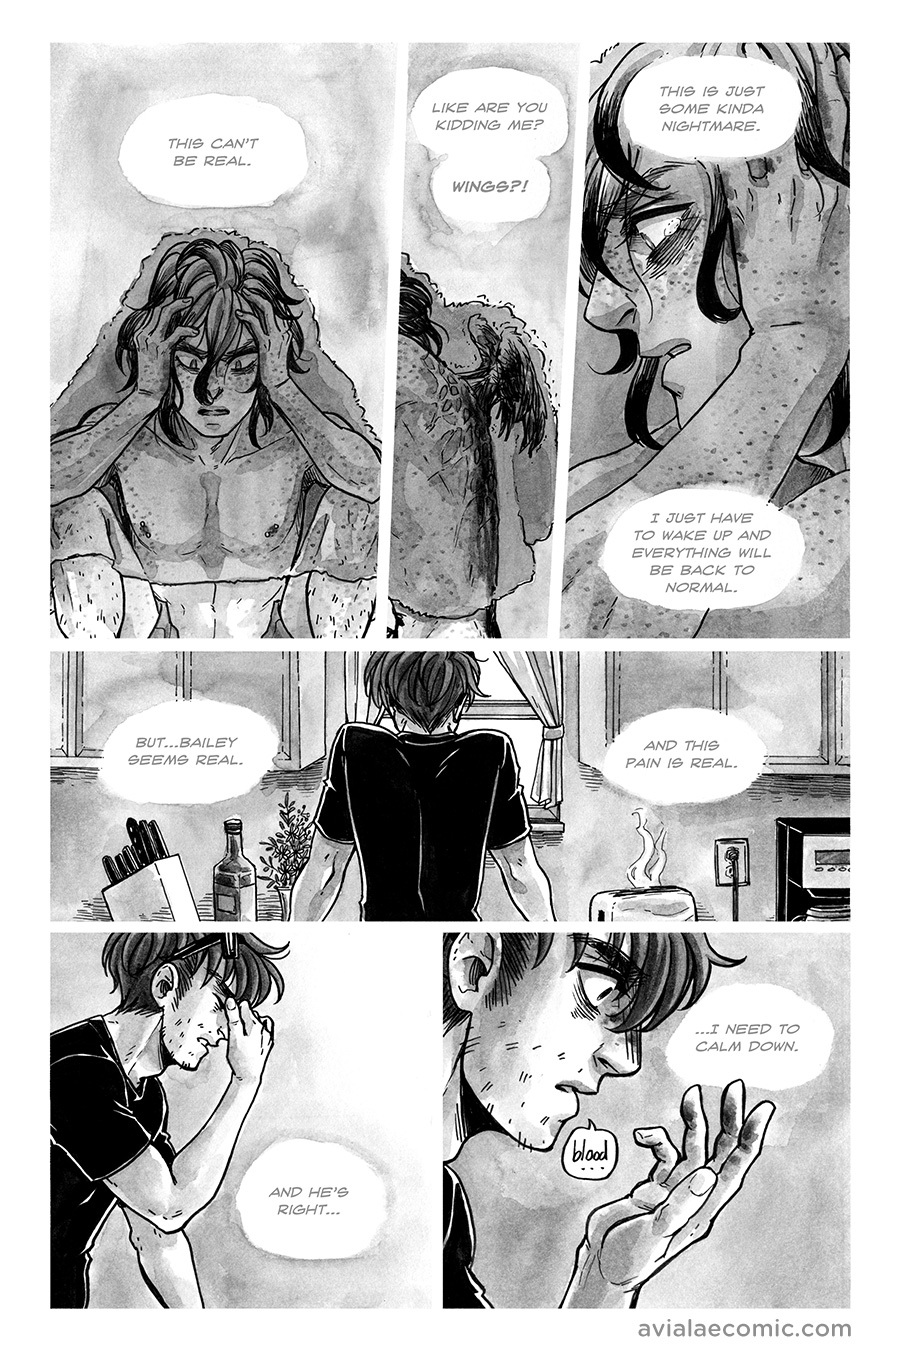 THIS CAN'T
BE REAL.
LIKE ARE YOU
KIDDING ME?
WINGS?!
THIS IS JUST
SOME KINDA
NIGHTMARE.
I JUST HAVE
TO WAKE UP AND
EVERYTHING WILL
BE BACK TO
NORMAL.
BUT...BAILEY
SEEMS REAL.
AND THIS
PAIN IS REAL.
AND HE'S
RIGHT...
...I NEED TO
CALM DOWN.
blood
...
avialaecomic.com